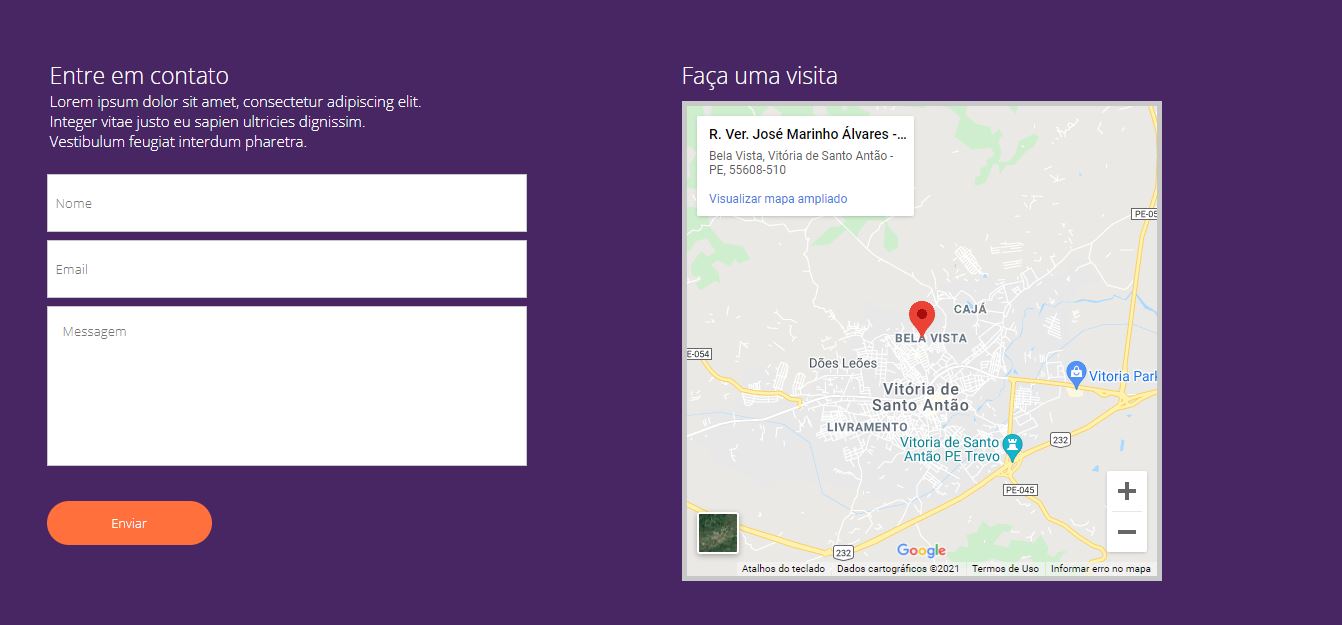 Entre em contato
Lorem ipsum dolor sit amet, consectetur adipiscing elit.
Integer vitae justo eu sapien ultricies dignissim.
Vestibulum feugiat interdum pharetra.
Nome
Email
Messagem
Enviar
Faça uma visita
R. Ver. José Marinho Álvares -...
Bela Vista, Vitória de Santo Antão -
PE, 55608-510
Visualizar mapa ampliado
PE-05
CAJÁ
BELA VISTA
E-054
Dões Leões
Vitoria Park
Vitória de
Santo Antão
LIVRAMENTO
Vitoria de Santo
Antão PE Trevo
232
PE-045
232
Google
Atalhos do teclado Dados cartográficos ©2021 Termos de Uso Informar erro no mapa